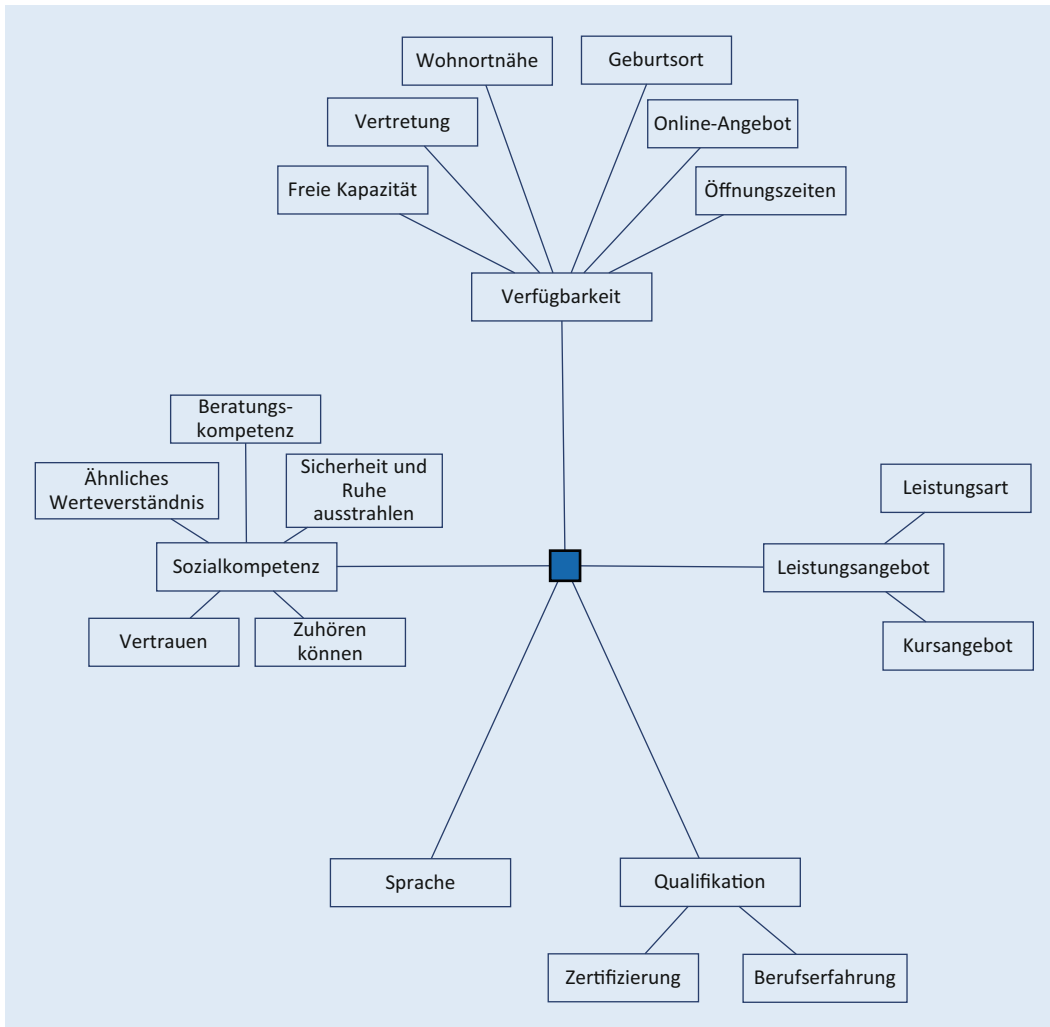 Wohnortnähe
Geburtsort
Vertretung
Online-Angebot
Freie Kapazität
Öffnungszeiten
Verfügbarkeit
Beratungs-
kompetenz
Ähnliches
Werteverständnis
Sicherheit und
Ruhe
ausstrahlen
Sozialkompetenz
Vertrauen
Zuhören
können
Leistungsart
Leistungsangebot
Kursangebot
Sprache
Qualifikation
Zertifizierung
Berufserfahrung